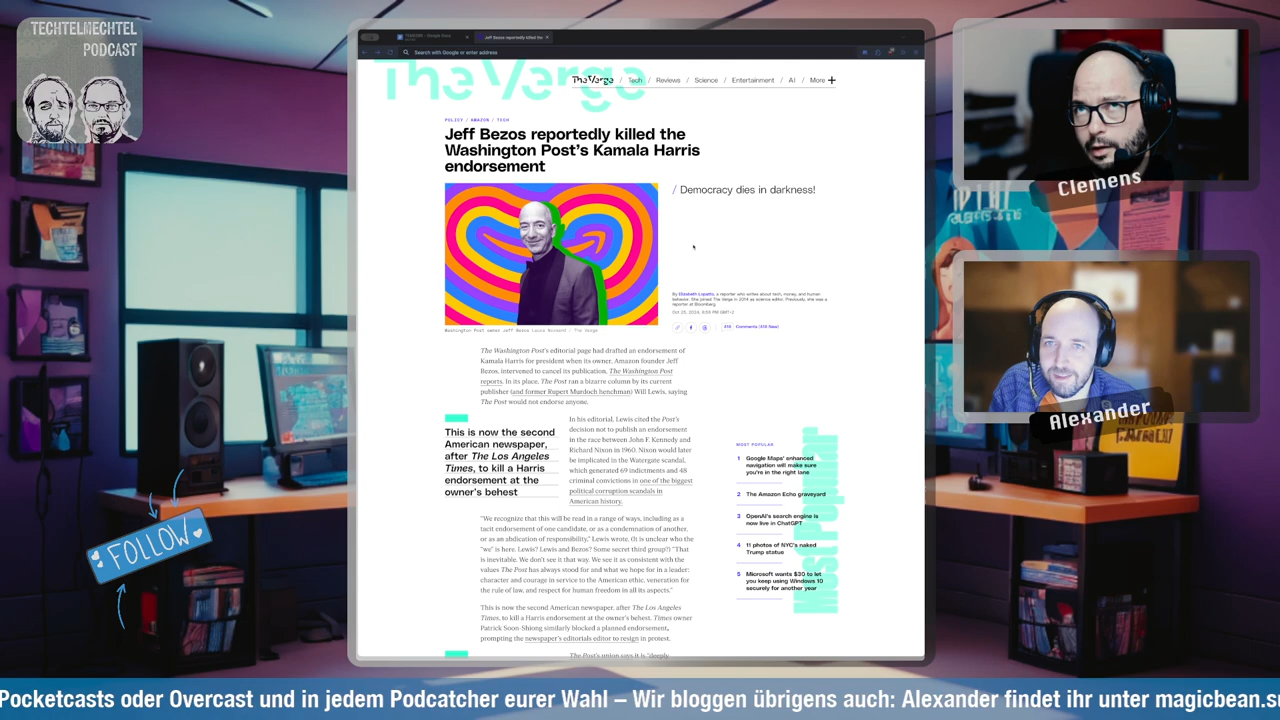 TECHTELMECHTEL
PODCAST
Search with Google or enter address
Jeff Bezos reportedly killed the
The Verge
The Verge / Tech / Reviews / Science / Entertainment / AI / More +
POLICY / AMAZON / TECH
Jeff Bezos reportedly killed the
Washington Post's Kamala Harris
endorsement
/ Democracy dies in darkness!
By Elizabeth Lopatto, a reporter who writes about tech, money, and human
behavior. She joined The Verge in 2014 as science editor. Previously, she was a
reporter at Bloomberg.
Oct 25, 2024, 8:56 PM GMT+2
Washington Post owner Jeff Bezos
The Verge
The Washington Post's editorial page had drafted an endorsement of
Kamala Harris for president when its owner, Amazon founder Jeff
Bezos, intervened to cancel its publication, The Washington Post
reports. In its place, The Post ran a bizarre column by its current
publisher (and former Rupert Murdoch henchman) Will Lewis, saying
The Post would not endorse anyone.
This is now the second
American newspaper,
after The Los Angeles
Times, to kill a Harris
endorsement at the
owner's behest
In his editorial, Lewis cited the Post's
decision not to publish an endorsement
in the race between John F. Kennedy and
Richard Nixon in 1960. Nixon would later
be implicated in the Watergate scandal,
which generated 69 indictments and 48
criminal convictions in one of the biggest
political corruption scandals in
American history.
"We recognize that this will be read in a range of ways, including as a
tacit endorsement of one candidate, or as a condemnation of another,
or as an abdication of responsibility," Lewis wrote. (It is unclear who the
"we" is here. Lewis? Lewis and Bezos? Some secret third group?) "That
is inevitable. We don't see it that way. We see it as consistent with the
values The Post has always stood for and what we hope for in a leader:
character and courage in service to the American ethic, veneration for
the rule of law, and respect for human freedom in all its aspects."
This is now the second American newspaper, after The Los Angeles
Times, to kill a Harris endorsement at the owner's behest. Times owner
Patrick Soon-Shiong similarly blocked a planned endorsement,
prompting the newspaper's editorials editor to resign in protest.
The Post's union says it is "deeply
MOST POPULAR
1 Google Maps' enhanced
navigation will make sure
you're in the right lane
2 The Amazon Echo graveyard
3 OpenAI's search engine is
now live in ChatGPT
4 11 photos of NYC's naked
Trump statue
5 Microsoft wants $30 to let
you keep using Windows 10
securely for another year
Clemens
Alexander
FOLLOW!
Pocketcasts oder Overcast und in jedem Podcatcher eurer Wahl – Wir bloggen übrigens auch: Alexander findet ihr unter magicbean.s